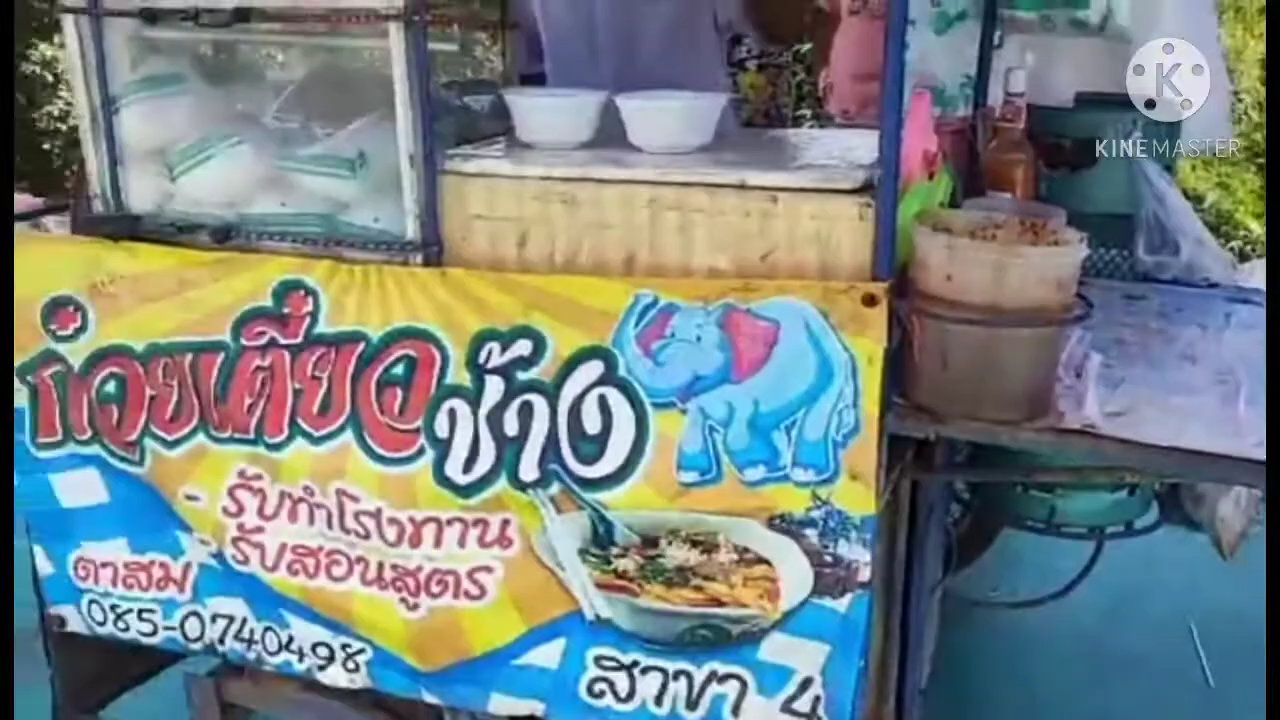 K
KINEMASTER
ก๋วยเตี๋ยวช้าง
- รับทำโรงทาน
- รับสอนสูตร
ตาสม
085-0740498
สาขา 4